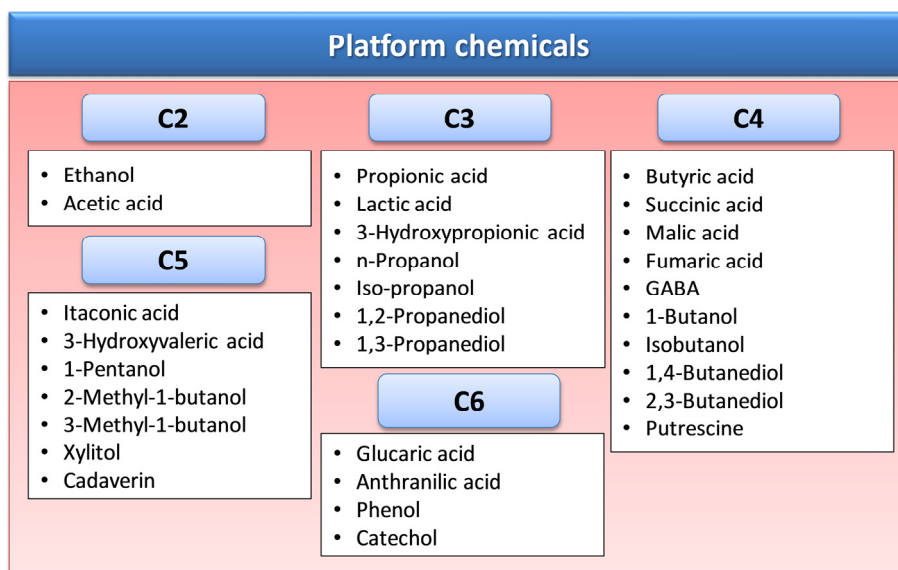 Platform chemicals
C2
• Ethanol
• Acetic acid
C5
• Itaconic acid
• 3-Hydroxyvaleric acid
• 1-Pentanol
• 2-Methyl-1-butanol
• 3-Methyl-1-butanol
• Xylitol
• Cadaverin
C3
• Propionic acid
• Lactic acid
• 3-Hydroxypropionic acid
• n-Propanol
• Iso-propanol
• 1,2-Propanediol
• 1,3-Propanediol
C6
• Glucaric acid
• Anthranilic acid
• Phenol
• Catechol
C4
• Butyric acid
• Succinic acid
• Malic acid
• Fumaric acid
• GABA
• 1-Butanol
• Isobutanol
• 1,4-Butanediol
• 2,3-Butanediol
• Putrescine